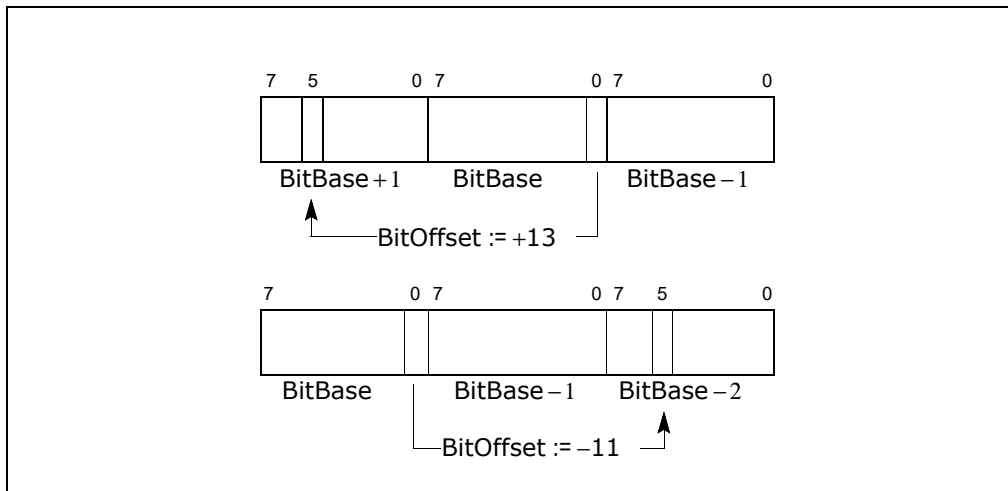 7 5 0 7 0 7 0
BitBase +1 BitBase BitBase −1
BitOffset := +13
7 0 7 0 7 5 0
BitBase BitBase −1 BitBase −2
BitOffset := −11